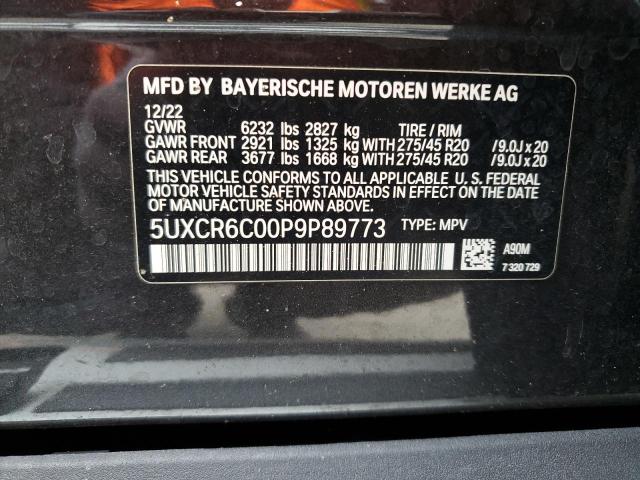 MFD BY BAYERISCHE MOTOREN WERKE AG
12/22
GVWR 6232 lbs 2827 kg TIRE / RIM
GAWR FRONT 2921 lbs 1325 kg WITH 275/45 R20 /9.0J x 20
GAWR REAR 3677 lbs 1668 kg WITH 275/45 R20 /9.0J x 20
THIS VEHICLE CONFORMS TO ALL APPLICABLE U.S. FEDERAL
MOTOR VEHICLE SAFETY STANDARDS IN EFFECT ON THE
DATE OF MANUFACTURE SHOWN ABOVE.
5UXCR6C00P9P89773 TYPE: MPV
A90M
7 320 729